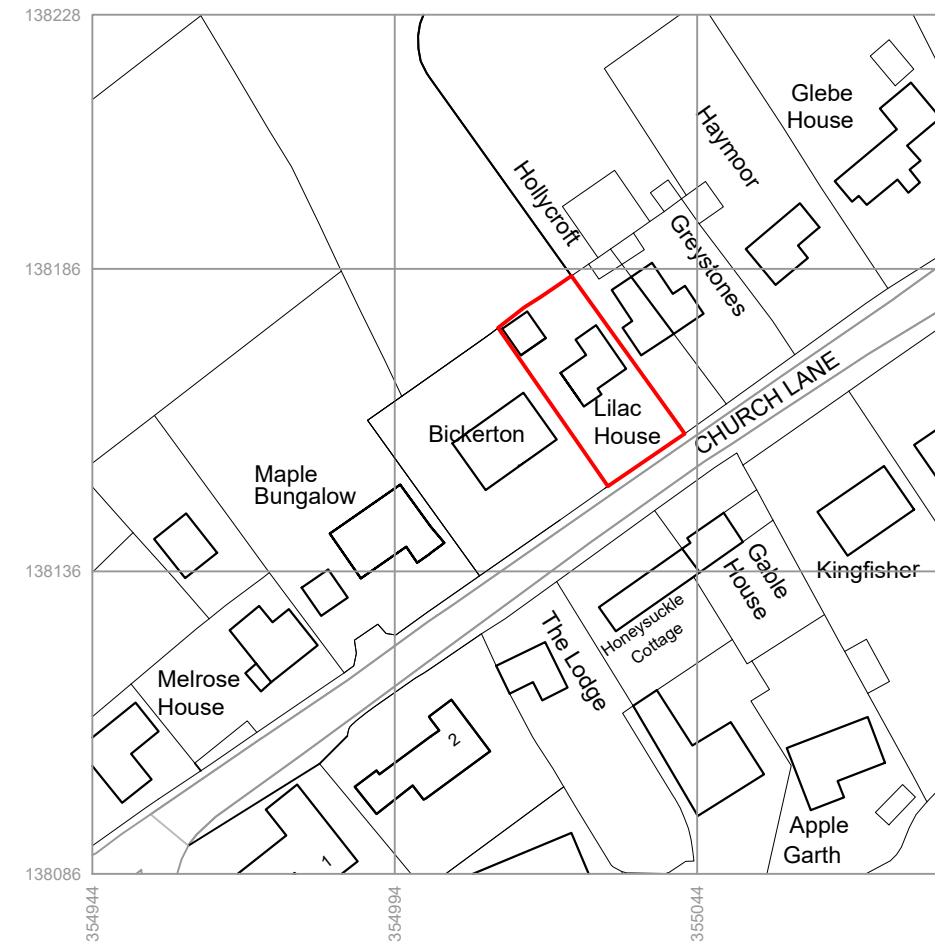 138228
Glebe
House
Haymoor
Hollycroft
Greystones
138186
CHURCH LANE
Lilac
House
Bickerton
Maple
Bungalow
138136
Kingfisher
Gable
House
Honeysuckle
Cottage
The Lodge
Melrose
House
2
1
Apple
Garth
138086
354944
354994
355044